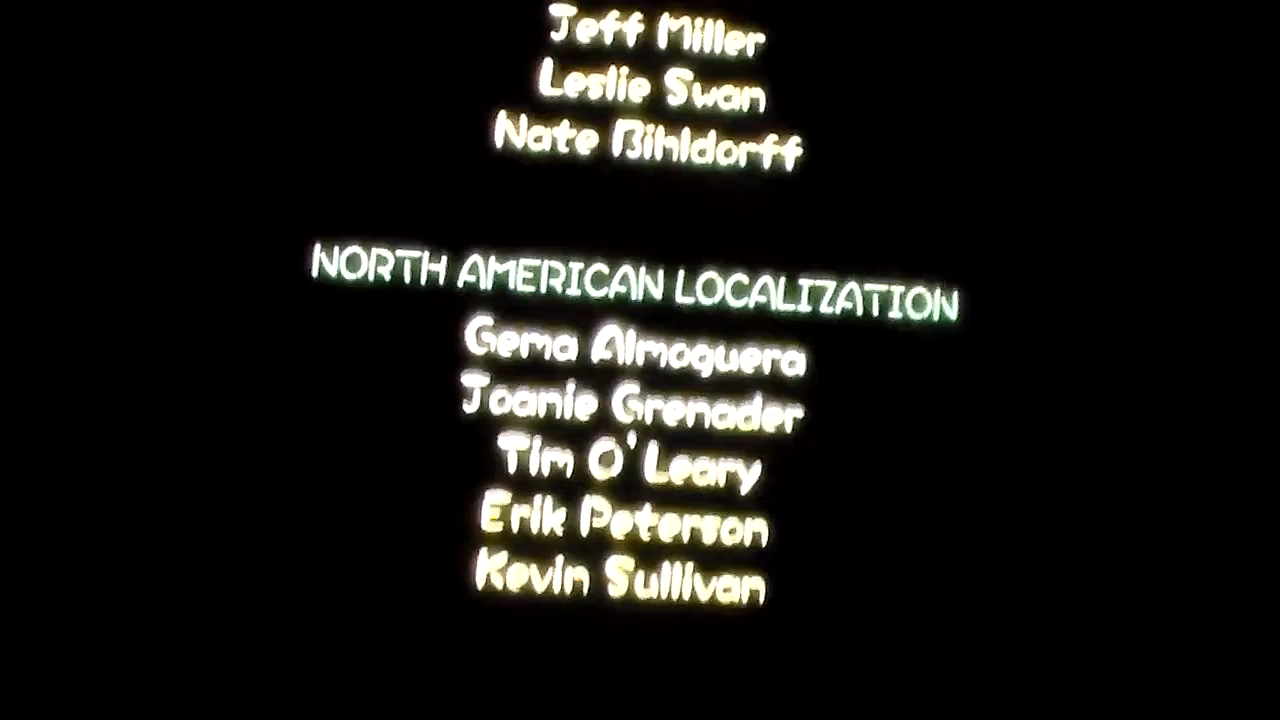 Jeff Miller
Leslie Swan
Nate Bihldorff
NORTH AMERICAN LOCALIZATION
Gema Almoguera
Joanie Grenader
Tim O'Leary
Erik Peterson
Kevin Sullivan